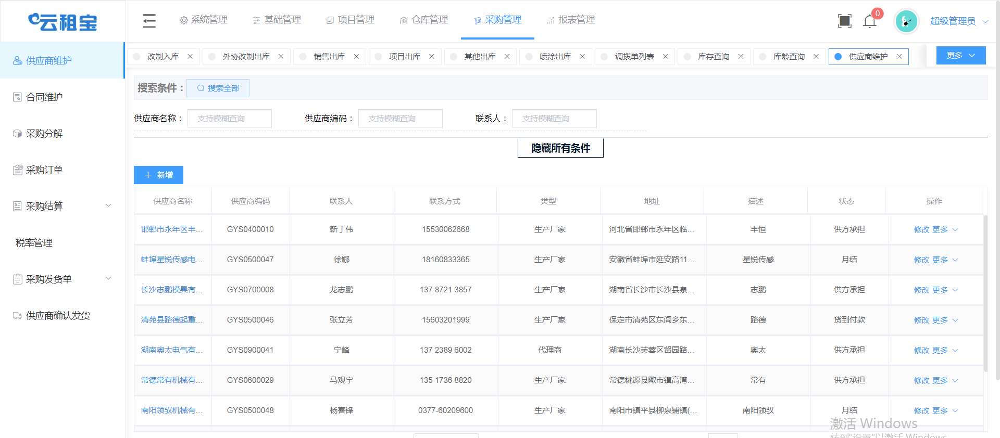 云租宝
系统管理 基础管理 项目管理 仓库管理 采购管理 报表管理
0
超级管理员
改制入库 外协改制出库 销售出库 项目出库 其他出库 喷涂出库 调拨单列表 库存查询 库龄查询 供应商维护 更多
供应商维护
合同维护
采购分解
采购订单
采购结算
税率管理
采购发货单
供应商确认发货
搜索条件： 搜索全部
供应商名称： 支持模糊查询 供应商编码： 支持模糊查询 联系人： 支持模糊查询
隐藏所有条件
新增
供应商名称 供应商编码 联系人 联系方式 类型 地址 描述 状态 操作
邯郸市永年区丰... GYS0400010 靳丁伟 15530062668 生产厂家 河北省邯郸市永年区临... 丰恒 供方承担 修改 更多
蚌埠星锐传感电... GYS0500047 徐娜 18160833365 生产厂家 安徽省蚌埠市延安路11... 星锐传感 月结 修改 更多
长沙志鹏模具有... GYS0700008 龙志鹏 137 8721 3857 生产厂家 湖南省长沙市长沙县泉... 志鹏 供方承担 修改 更多
清苑县路德起重... GYS0500046 张立芳 15603201999 生产厂家 保定市清苑区东闾乡东... 路德 货到付款 修改 更多
湖南奥太电气有... GYS0900041 宁峰 137 2389 6002 代理商 湖南长沙芙蓉区留园路... 奥太 供方承担 修改 更多
常德常有机械有... GYS0600029 马观宇 135 1736 8820 生产厂家 常德桃源县陬市镇高湾... 常有 供方承担 修改 更多
南阳领驭机械有... GYS0500048 杨喜锋 0377-60209600 生产厂家 南阳市镇平县柳泉铺镇(... 南阳领驭 月结 修改 更多
激活 Windows
转到"设置"以激活 Windows